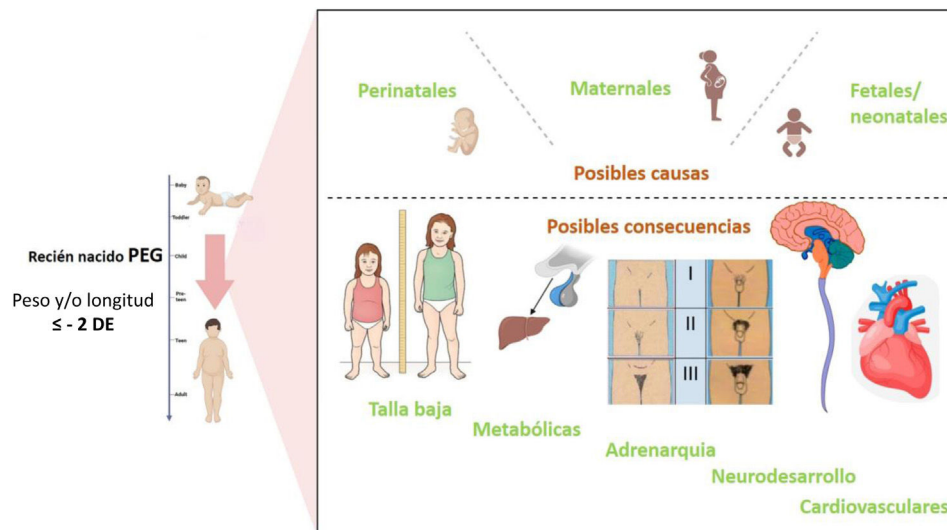 Perinatales
Maternales
Fetales/
neonatales
Posibles causas
Posibles consecuencias
Baby
Toddler
Child
Pre-
teen
Teen
Adult
Recién nacido PEG
Peso y/o longitud
≤ - 2 DE
I
II
III
Talla baja
Metabólicas
Adrenarquia
Neurodesarrollo
Cardiovasculares